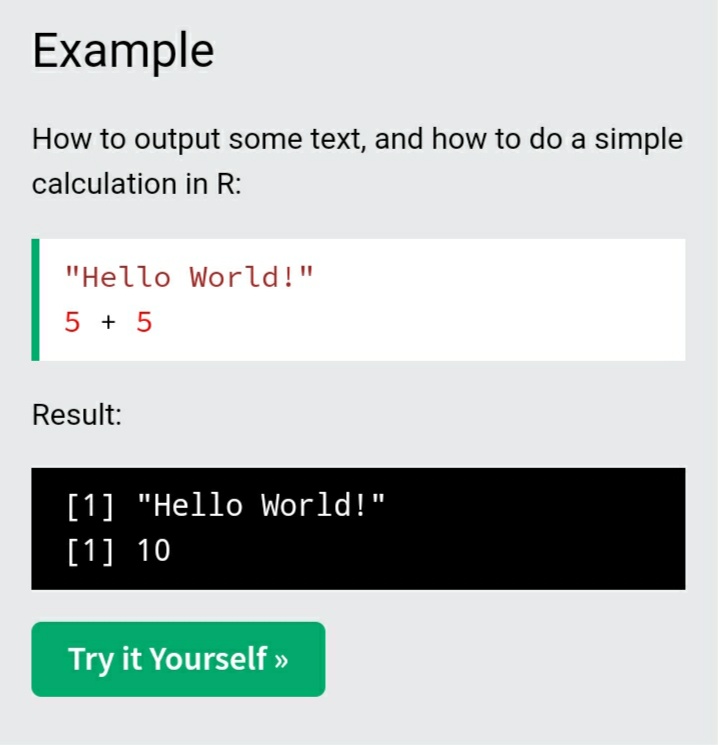 Example
How to output some text, and how to do a simple
calculation in R:
"Hello World!"
5 + 5
Result:
[1] "Hello World!"
[1] 10
Try it Yourself »